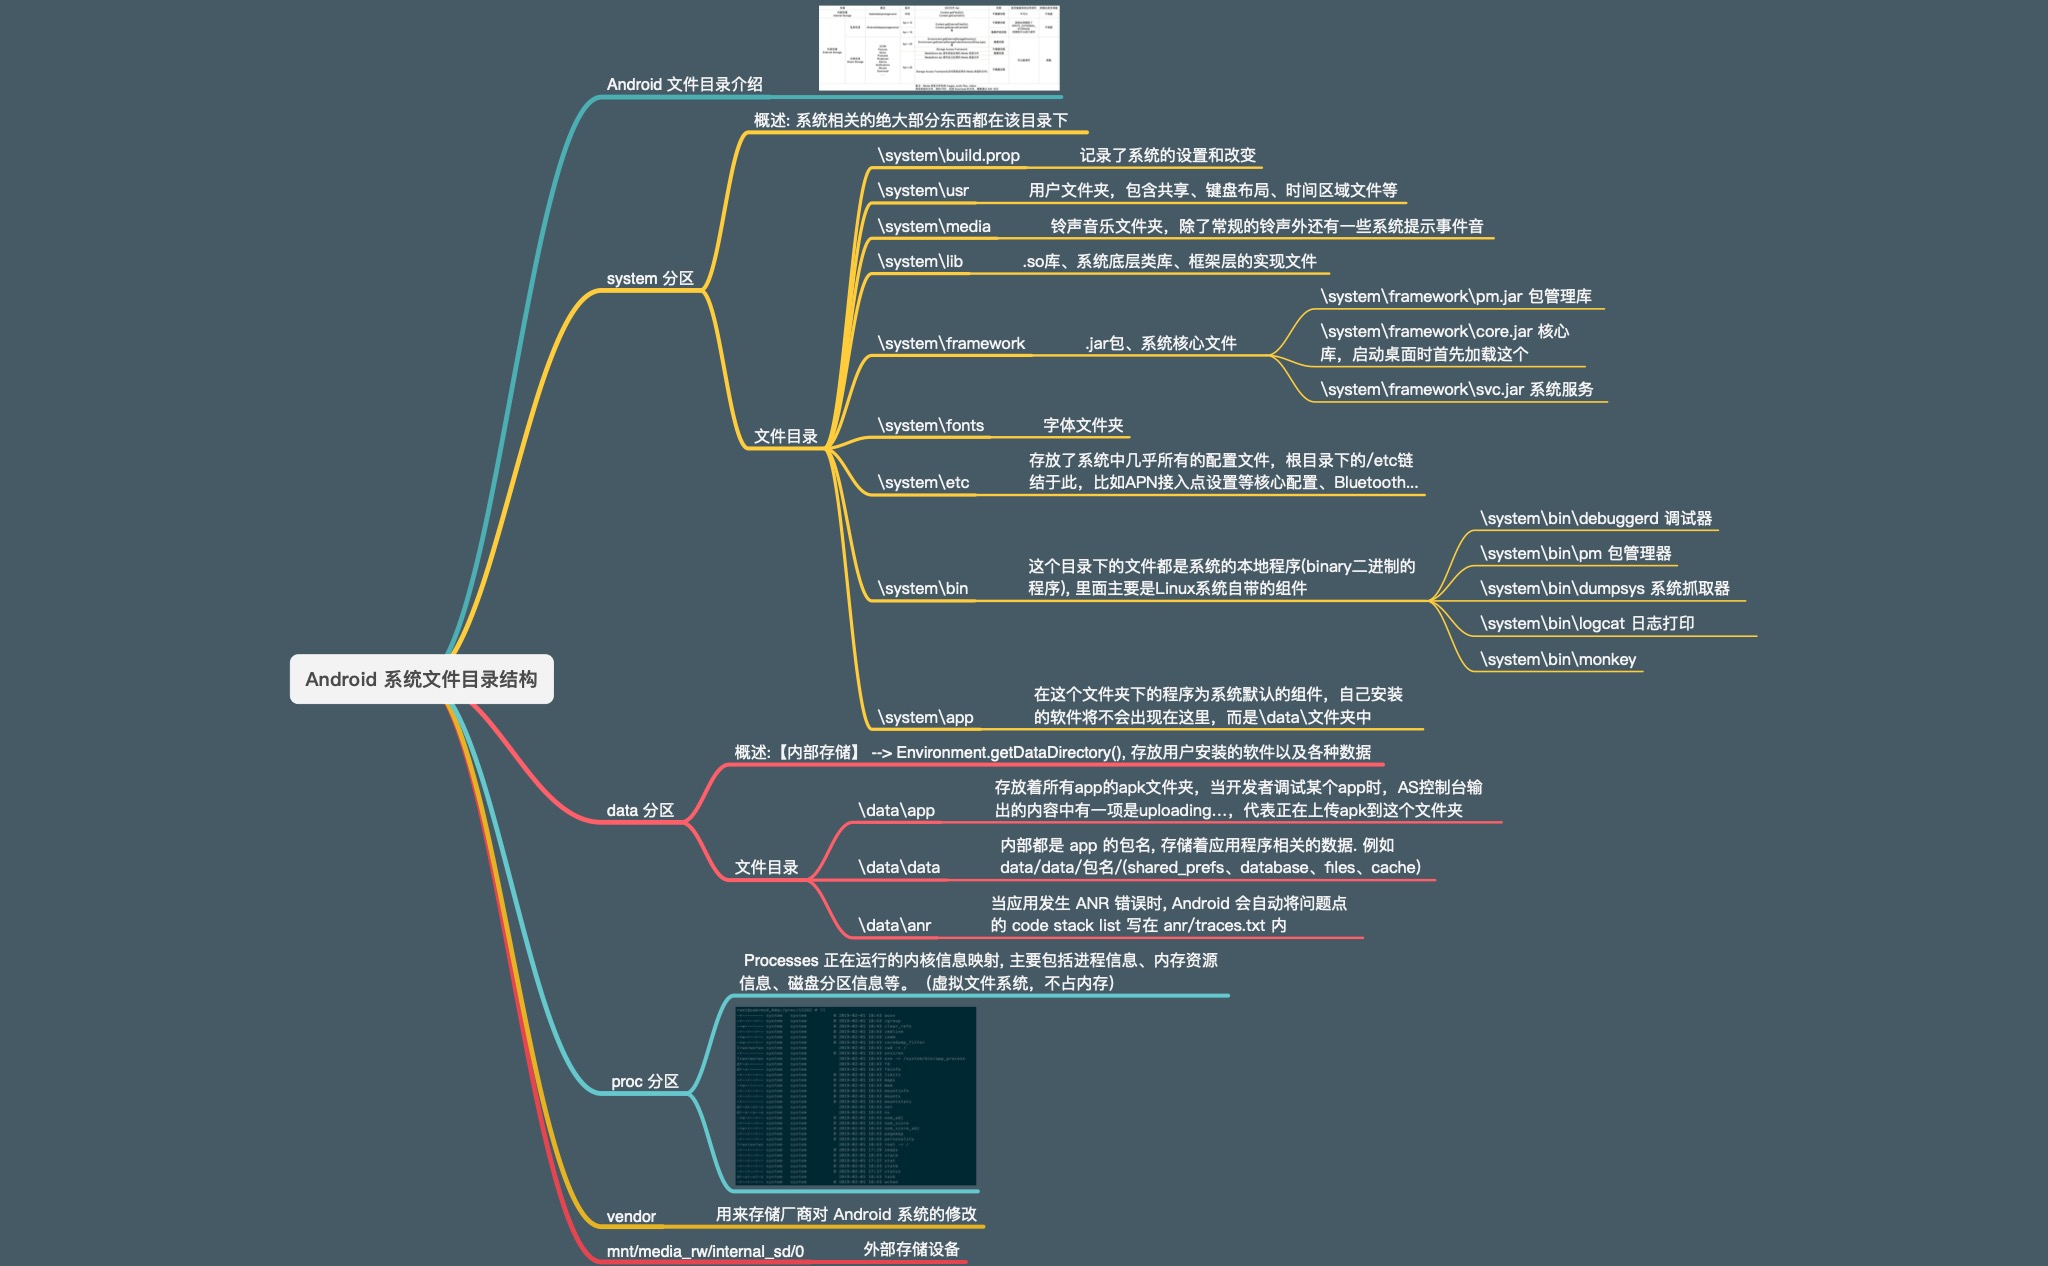 Android 文件目录介绍
概述: 系统相关的绝大部分东西都在该目录下
\system\build.prop 记录了系统的设置和改变
\system\usr 用户文件夹，包含共享、键盘布局、时间区域文件等
\system\media 铃声音乐文件夹，除了常规的铃声外还有一些系统提示事件音
\system\lib .so库、系统底层类库、框架层的实现文件
system 分区
\system\framework\pm.jar 包管理库
\system\framework .jar包、系统核心文件
\system\framework\core.jar 核心
库，启动桌面时首先加载这个
\system\framework\svc.jar 系统服务
文件目录
\system\fonts 字体文件夹
存放了系统中几乎所有的配置文件，根目录下的/etc链
\system\etc 结于此，比如APN接入点设置等核心配置、Bluetooth...
\system\bin\debuggerd 调试器
\system\bin\pm 包管理器
这个目录下的文件都是系统的本地程序(binary二进制的
\system\bin 程序), 里面主要是Linux系统自带的组件
\system\bin\dumpsys 系统抓取器
\system\bin\logcat 日志打印
\system\bin\monkey
Android 系统文件目录结构
在这个文件夹下的程序为系统默认的组件，自己安装
\system\app 的软件将不会出现在这里，而是\data\文件夹中
概述:【内部存储】 --> Environment.getDataDirectory(), 存放用户安装的软件以及各种数据
data 分区
存放着所有app的apk文件夹，当开发者调试某个app时，AS控制台输
\data\app 出的内容中有一项是uploading...，代表正在上传apk到这个文件夹
文件目录
内部都是 app 的包名, 存储着应用程序相关的数据. 例如
\data\data data/data/包名/(shared_prefs、database、files、cache)
当应用发生 ANR 错误时, Android 会自动将问题点
\data\anr 的 code stack list 写在 anr/traces.txt 内
Processes 正在运行的内核信息映射, 主要包括进程信息、内存资源
信息、磁盘分区信息等。（虚拟文件系统，不占内存）
proc 分区
vendor 用来存储厂商对 Android 系统的修改
mnt/media_rw/internal_sd/0 外部存储设备